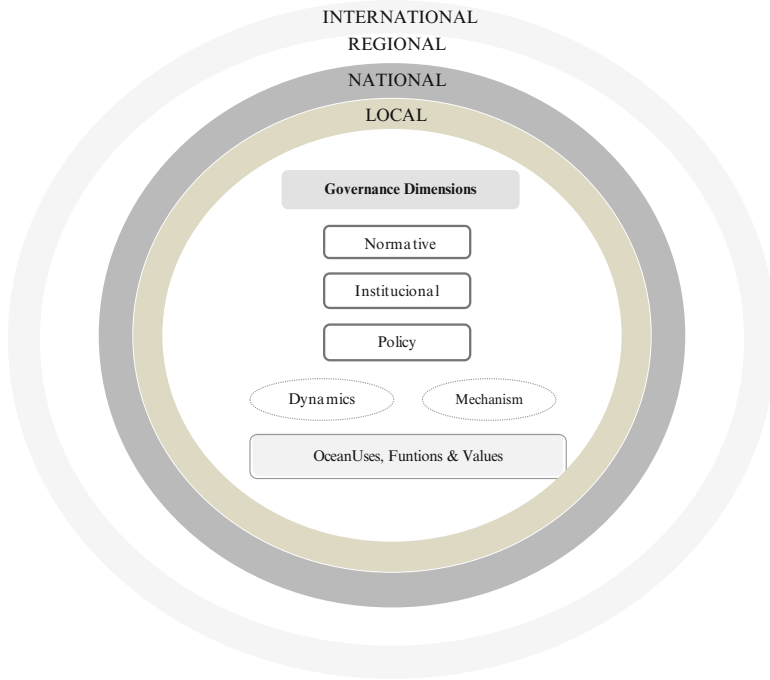 INTERNATIONAL
REGIONAL
NATIONAL
LOCAL
Governance Dimensions
Normative
Institucional
Policy
Dynamics Mechanism
OceanUses, Funtions & Values